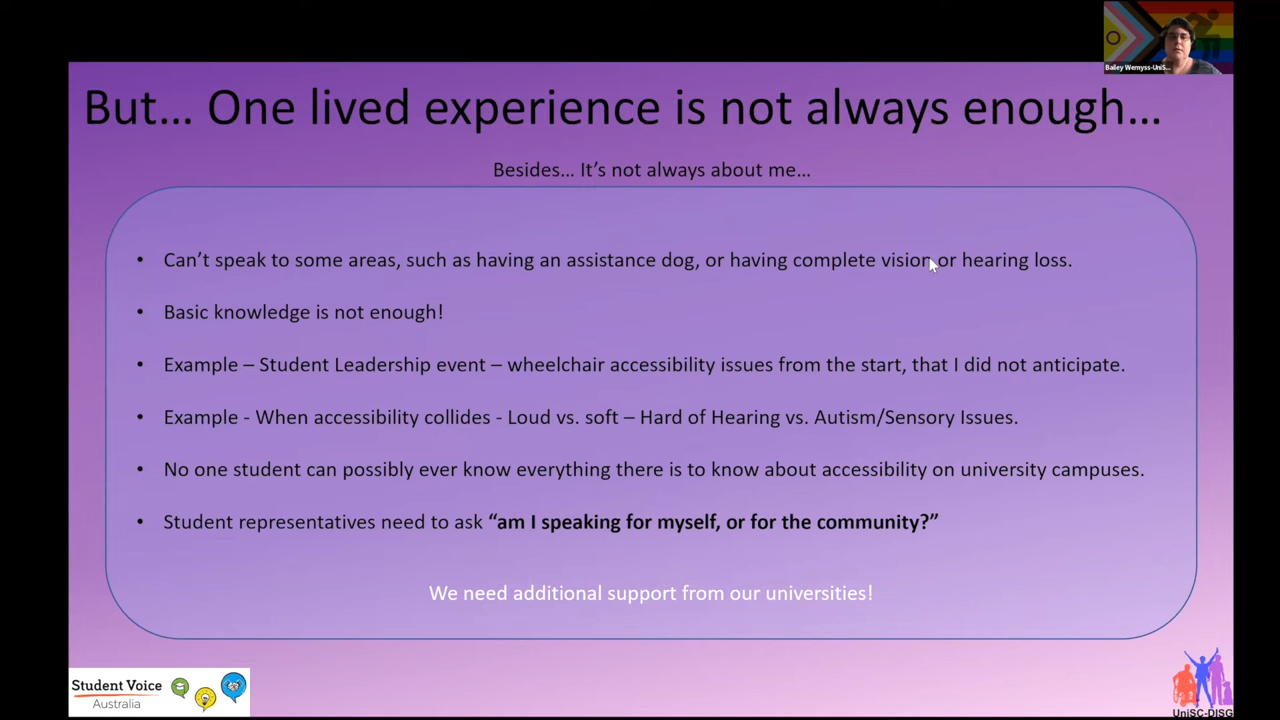 Bailey Wemyss-UniS...
But... One lived experience is not always enough...
Besides... It's not always about me...
• Can't speak to some areas, such as having an assistance dog, or having complete vision or hearing loss.
• Basic knowledge is not enough!
• Example – Student Leadership event – wheelchair accessibility issues from the start, that I did not anticipate.
• Example - When accessibility collides - Loud vs. soft – Hard of Hearing vs. Autism/Sensory Issues.
• No one student can possibly ever know everything there is to know about accessibility on university campuses.
• Student representatives need to ask “am I speaking for myself, or for the community?”
We need additional support from our universities!
Student Voice
Australia
UniSC-DISG